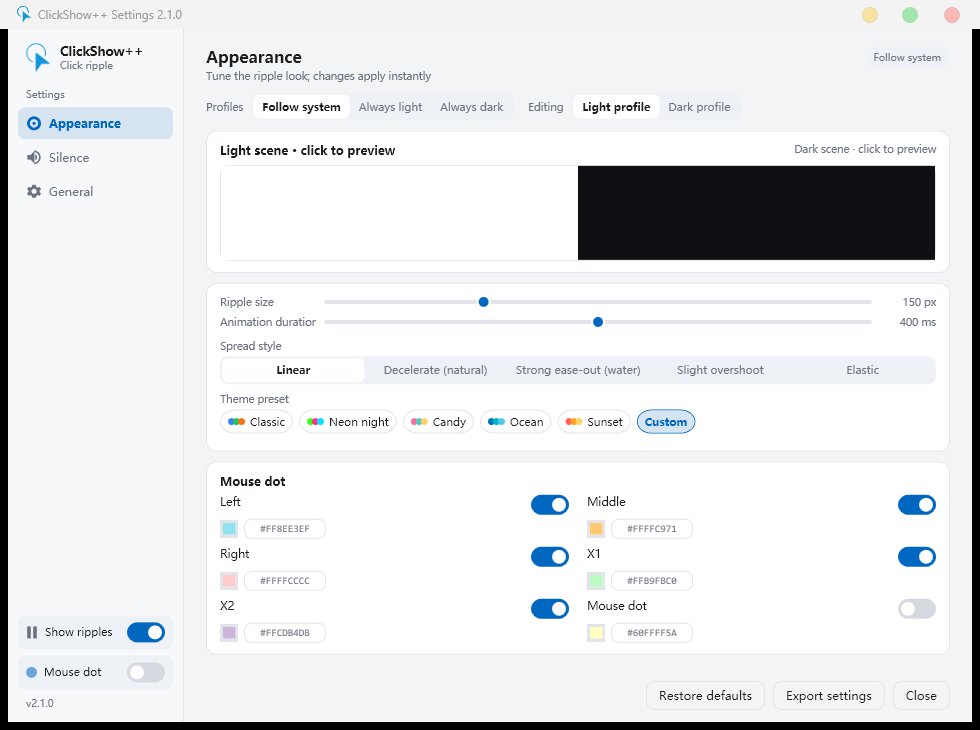 ClickShow++ Settings 2.1.0
ClickShow++
Click ripple
Settings
Appearance
Silence
General
Show ripples
Mouse dot
v2.1.0
Appearance
Tune the ripple look; changes apply instantly
Follow system
Profiles Follow system Always light Always dark Editing Light profile Dark profile
Light scene · click to preview Dark scene · click to preview
Ripple size 150 px
Animation duration 400 ms
Spread style
Linear Decelerate (natural) Strong ease-out (water) Slight overshoot Elastic
Theme preset
Classic Neon night Candy Ocean Sunset Custom
Mouse dot
Left Middle
#FF8EE3EF #FFFFC971
Right X1
#FFFFCCCC #FFB9FBC0
X2 Mouse dot
#FFCDB4DB #60FFFF5A
Restore defaults Export settings Close